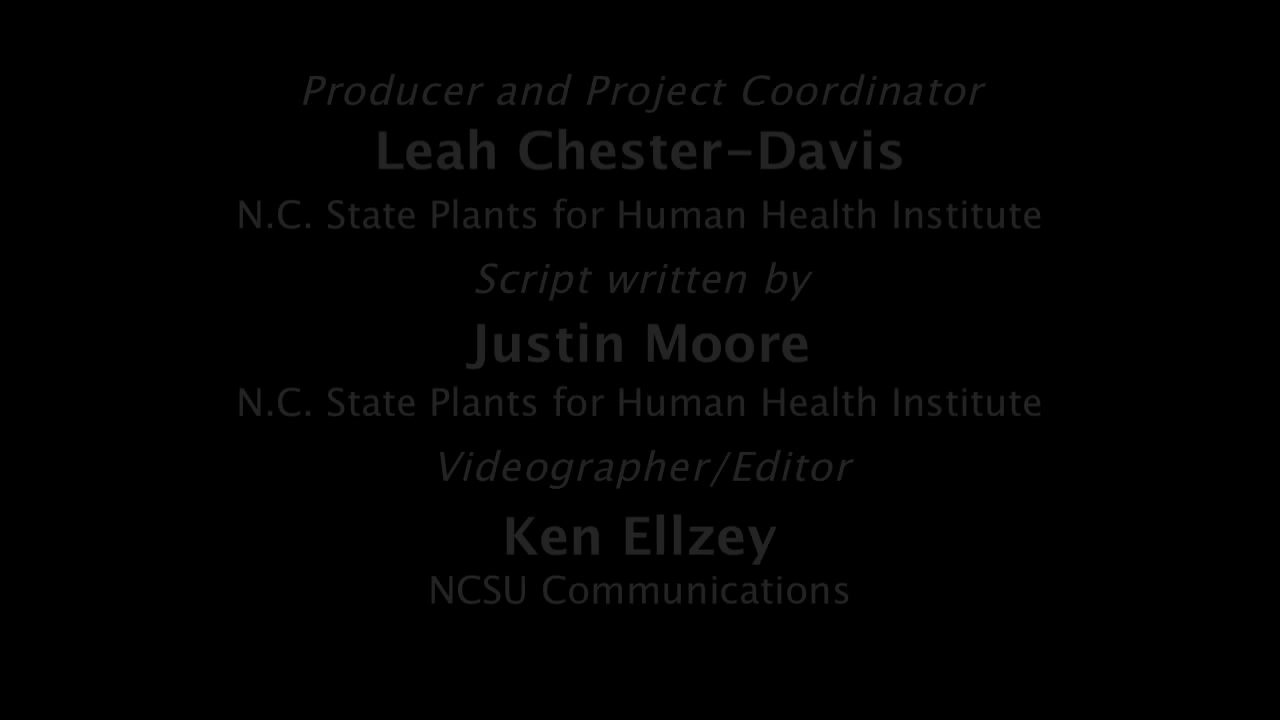 Producer and Project Coordinator
Leah Chester-Davis
N.C. State Plants for Human Health Institute
Script written by
Justin Moore
N.C. State Plants for Human Health Institute
Videographer/Editor
Ken Ellzey
NCSU Communications